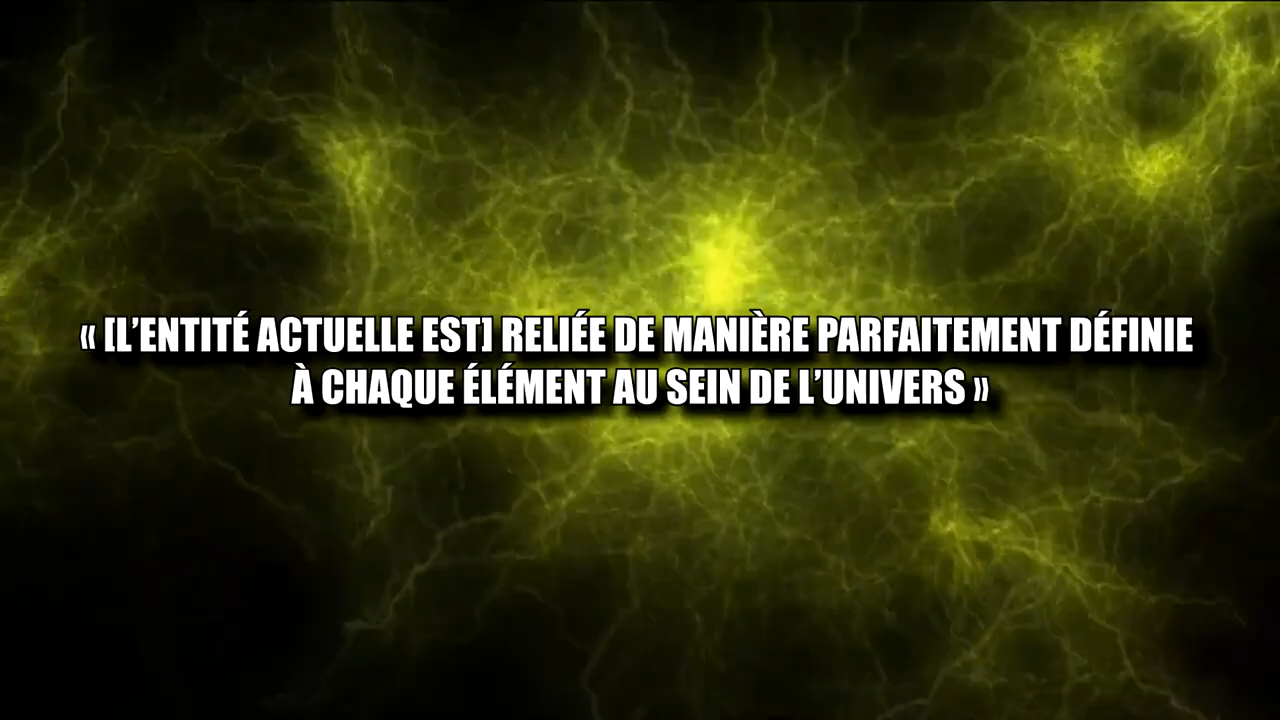 « [L’ENTITÉ ACTUELLE EST] RELIÉE DE MANIÈRE PARFAITEMENT DÉFINIE
À CHAQUE ÉLÉMENT AU SEIN DE L’UNIVERS »